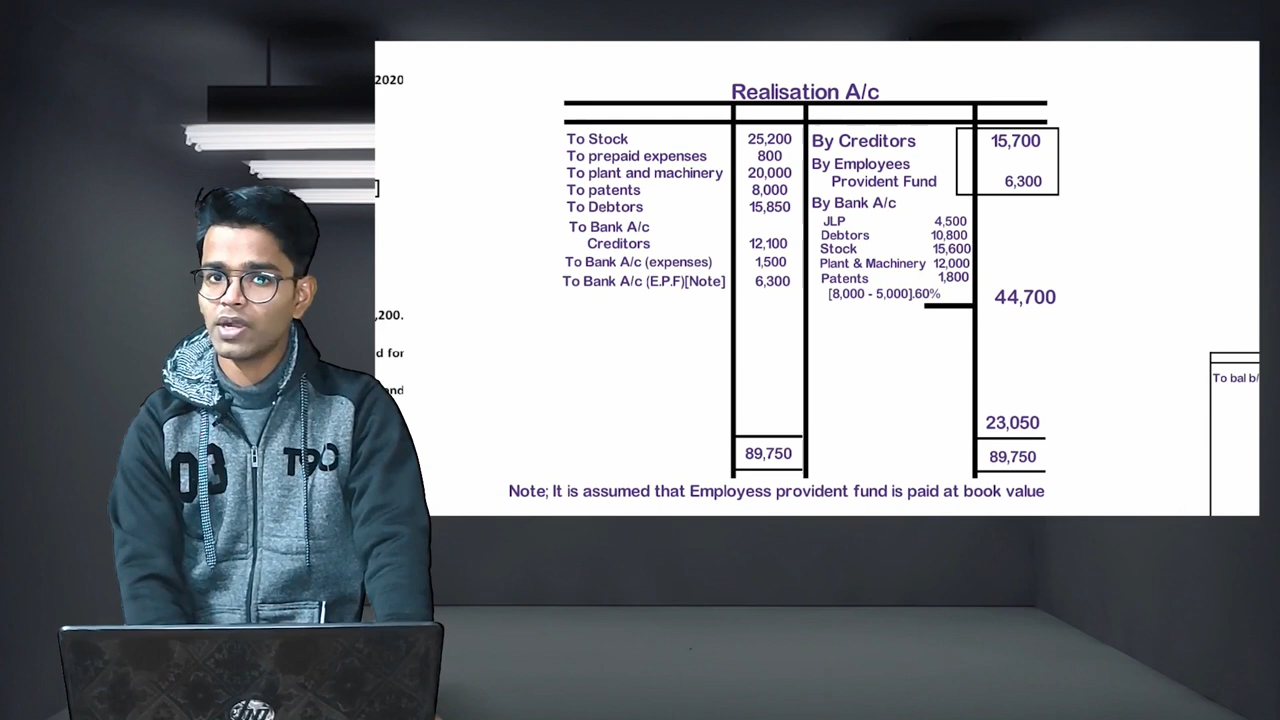 2020
]
,200.
d for
and
Realisation A/c
To Stock 25,200
To prepaid expenses 800
To plant and machinery 20,000
To patents 8,000
To Debtors 15,850
To Bank A/c
Creditors 12,100
To Bank A/c (expenses) 1,500
To Bank A/c (E.P.F)[Note] 6,300
89,750
By Creditors 15,700
By Employees
Provident Fund 6,300
By Bank A/c
JLP 4,500
Debtors 10,800
Stock 15,600
Plant & Machinery 12,000
Patents 1,800
[8,000 - 5,000].60% 44,700
23,050
89,750
Note; It is assumed that Employess provident fund is paid at book value
To bal b/
03
hp